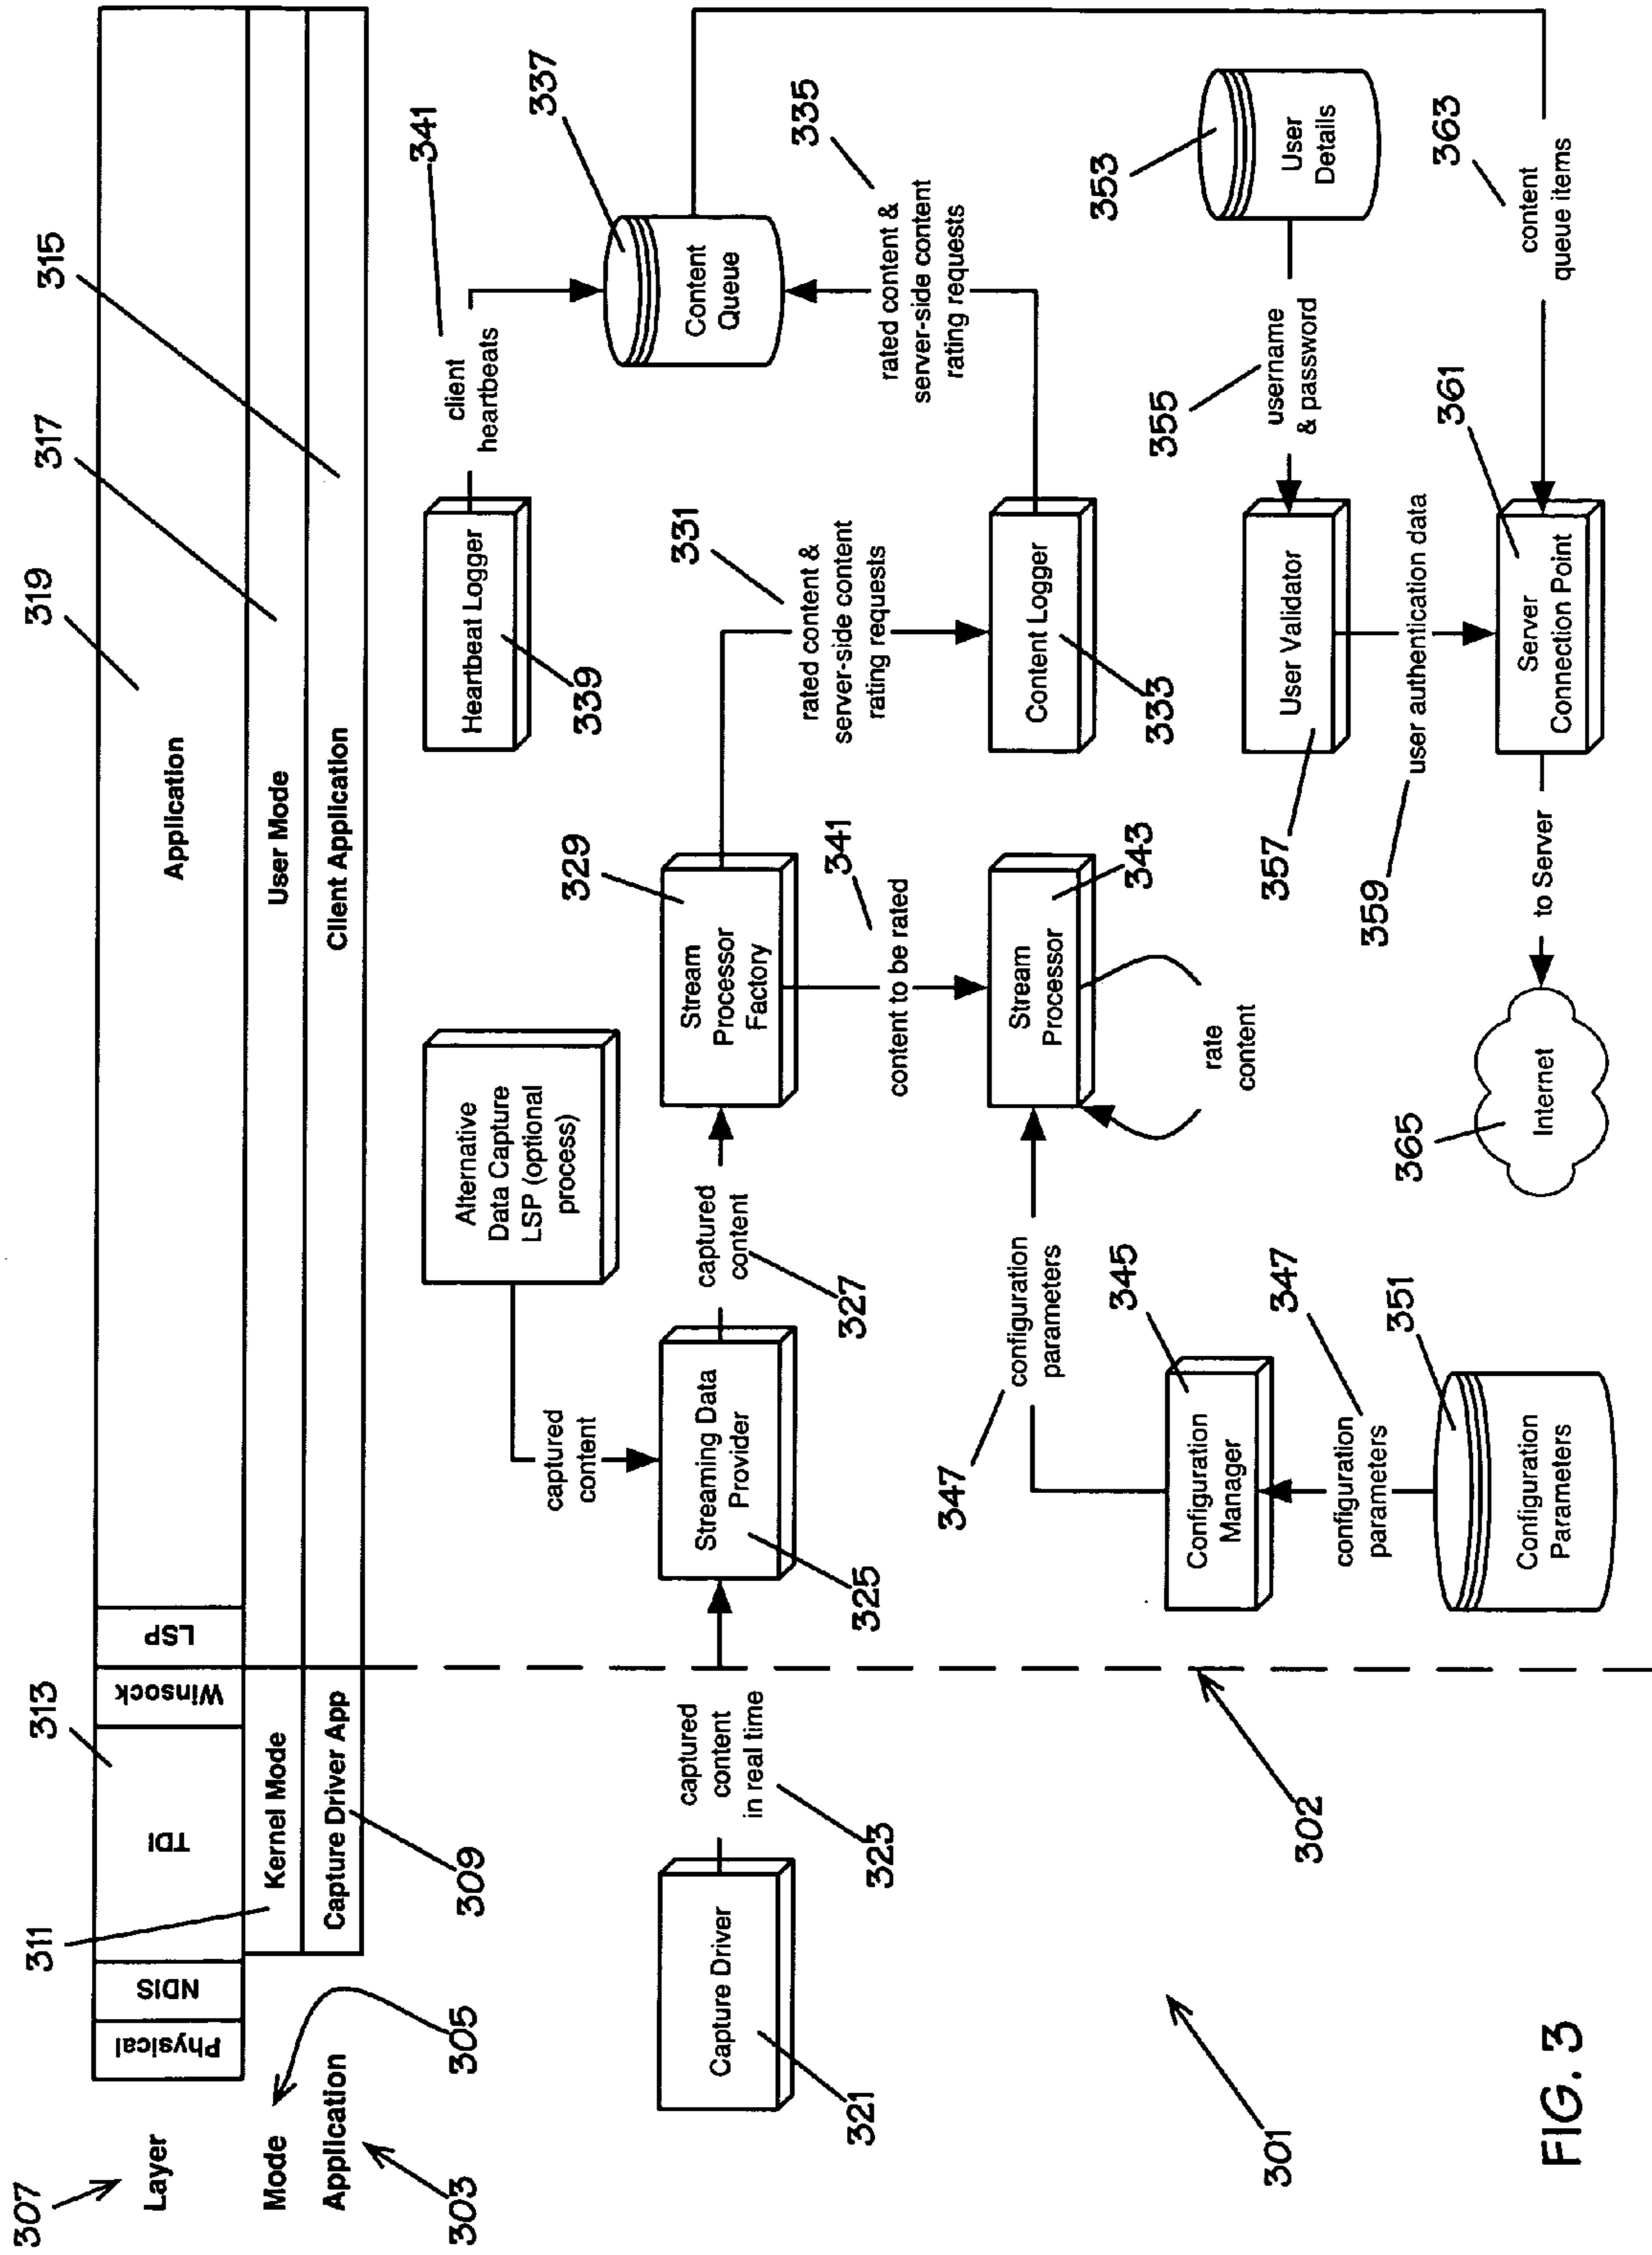 307
Layer
Physical
NDIS
TDI
Winsock
LSP
Application
311
313
319
317
315
Mode
305
Kernel Mode
User Mode
Application
303
Capture Driver App
309
Client Application
Alternative
Data Capture
LSP (optional
process)
Heartbeat Logger
339
client
heartbeats
341
captured
content
Capture Driver
321
captured
content
in real time
323
Streaming Data
Provider
325
captured
content
327
Stream
Processor
Factory
329
rated content &
server-side content
rating requests
331
Content
Queue
337
content to be rated
341
rated content &
server-side content
rating requests
335
347
configuration
parameters
Stream
Processor
343
Content Logger
333
rate
content
Configuration
Manager
345
User Validator
357
username
& password
355
User
Details
353
configuration
parameters
347
user authentication data
359
302
301
Configuration
Parameters
351
Internet
365
to Server
Server
Connection Point
361
content
queue items
363
FIG. 3